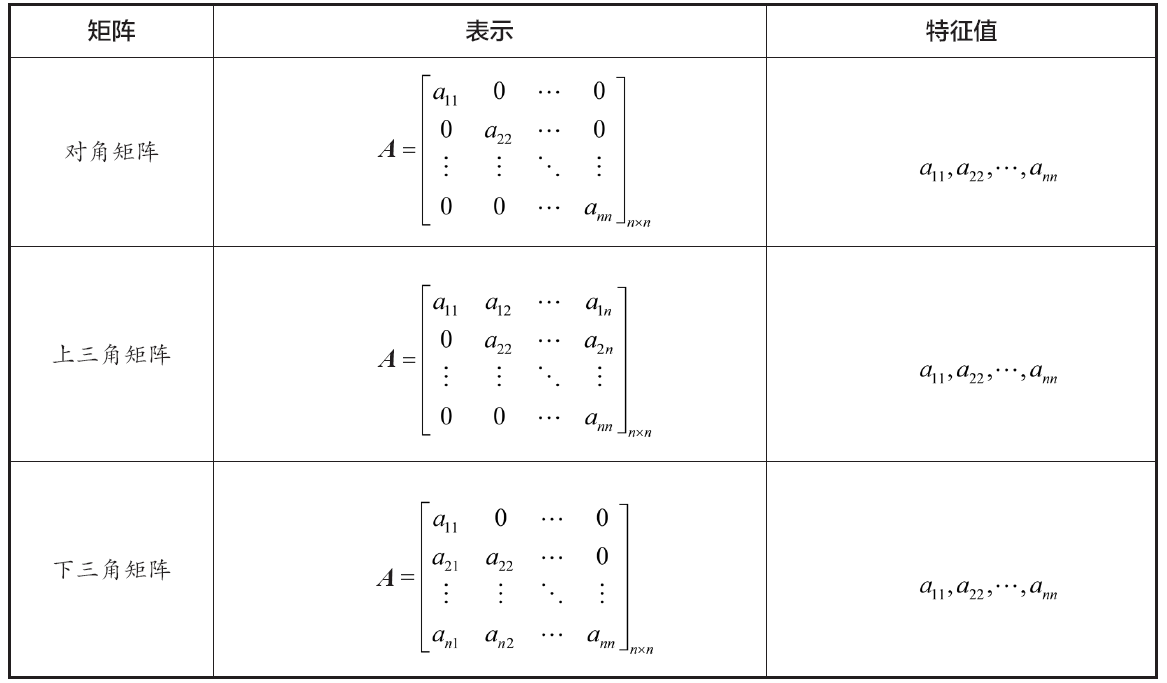 矩阵 表示 特征值
对角矩阵 A = [a₁₁ 0 ⋯ 0
0 a₂₂ ⋯ 0
⋮ ⋮ ⋱ ⋮
0 0 ⋯ aₙₙ]ₙ×ₙ a₁₁, a₂₂, ⋯, aₙₙ
上三角矩阵 A = [a₁₁ a₁₂ ⋯ a₁ₙ
0 a₂₂ ⋯ a₂ₙ
⋮ ⋮ ⋱ ⋮
0 0 ⋯ aₙₙ]ₙ×ₙ a₁₁, a₂₂, ⋯, aₙₙ
下三角矩阵 A = [a₁₁ 0 ⋯ 0
a₂₁ a₂₂ ⋯ 0
⋮ ⋮ ⋱ ⋮
aₙ₁ aₙ₂ ⋯ aₙₙ]ₙ×ₙ a₁₁, a₂₂, ⋯, aₙₙ